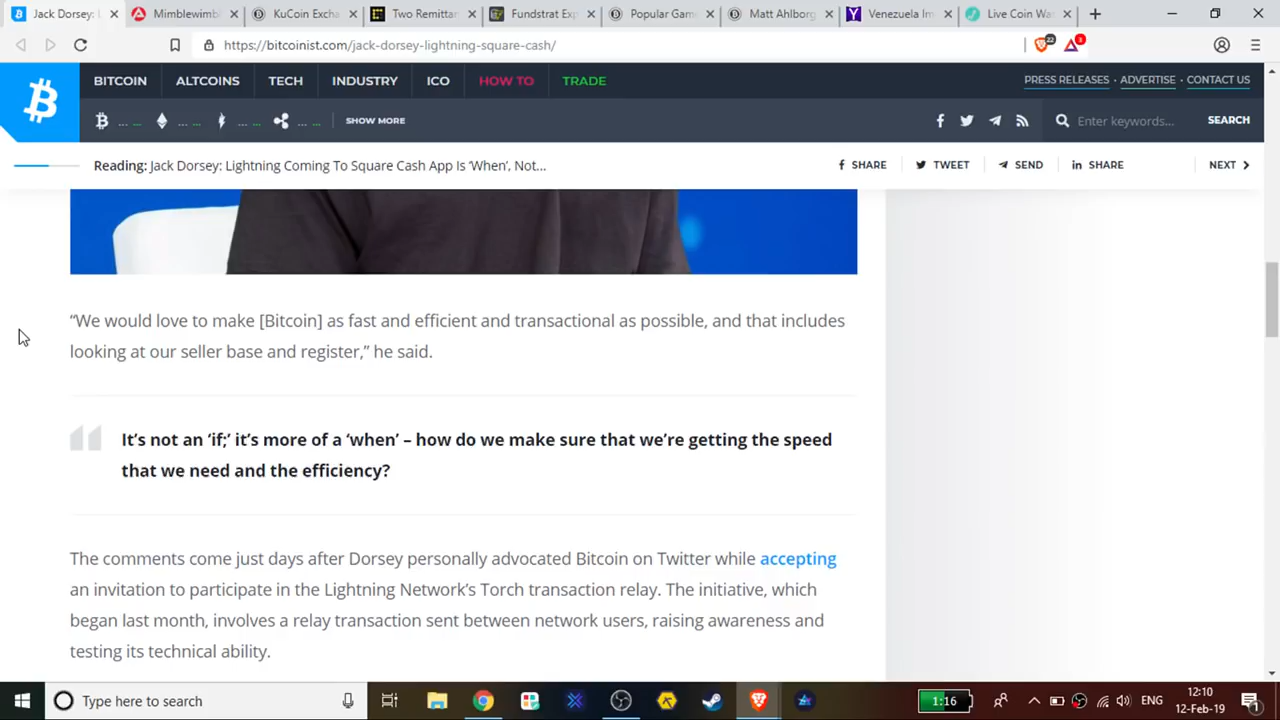 Jack Dorsey: L
Mimblewimb
KuCoin Excha
Two Remittar
Fundstrat Exp
Popular Gam
Matt Ahlborg
Venezuela In
Live Coin Wa
https://bitcoinist.com/jack-dorsey-lightning-square-cash/
22
3
BITCOIN ALTCOINS TECH INDUSTRY ICO HOW TO TRADE
PRESS RELEASES · ADVERTISE · CONTACT US
... ... ... ... ... ... ... ... SHOW MORE
Enter keywords... SEARCH
Reading: Jack Dorsey: Lightning Coming To Square Cash App Is ‘When’, Not...
SHARE TWEET SEND SHARE NEXT
“We would love to make [Bitcoin] as fast and efficient and transactional as possible, and that includes
looking at our seller base and register,” he said.
It’s not an ‘if;’ it’s more of a ‘when’ – how do we make sure that we’re getting the speed
that we need and the efficiency?
The comments come just days after Dorsey personally advocated Bitcoin on Twitter while accepting
an invitation to participate in the Lightning Network’s Torch transaction relay. The initiative, which
began last month, involves a relay transaction sent between network users, raising awareness and
testing its technical ability.
Type here to search
1:16
ENG
12:10
12-Feb-19
1